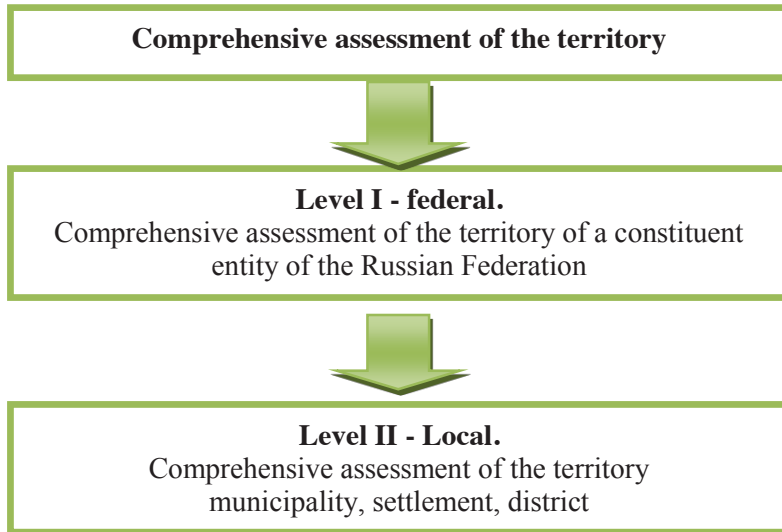 Comprehensive assessment of the territory
Level I - federal.
Comprehensive assessment of the territory of a constituent
entity of the Russian Federation
Level II - Local.
Comprehensive assessment of the territory
municipality, settlement, district